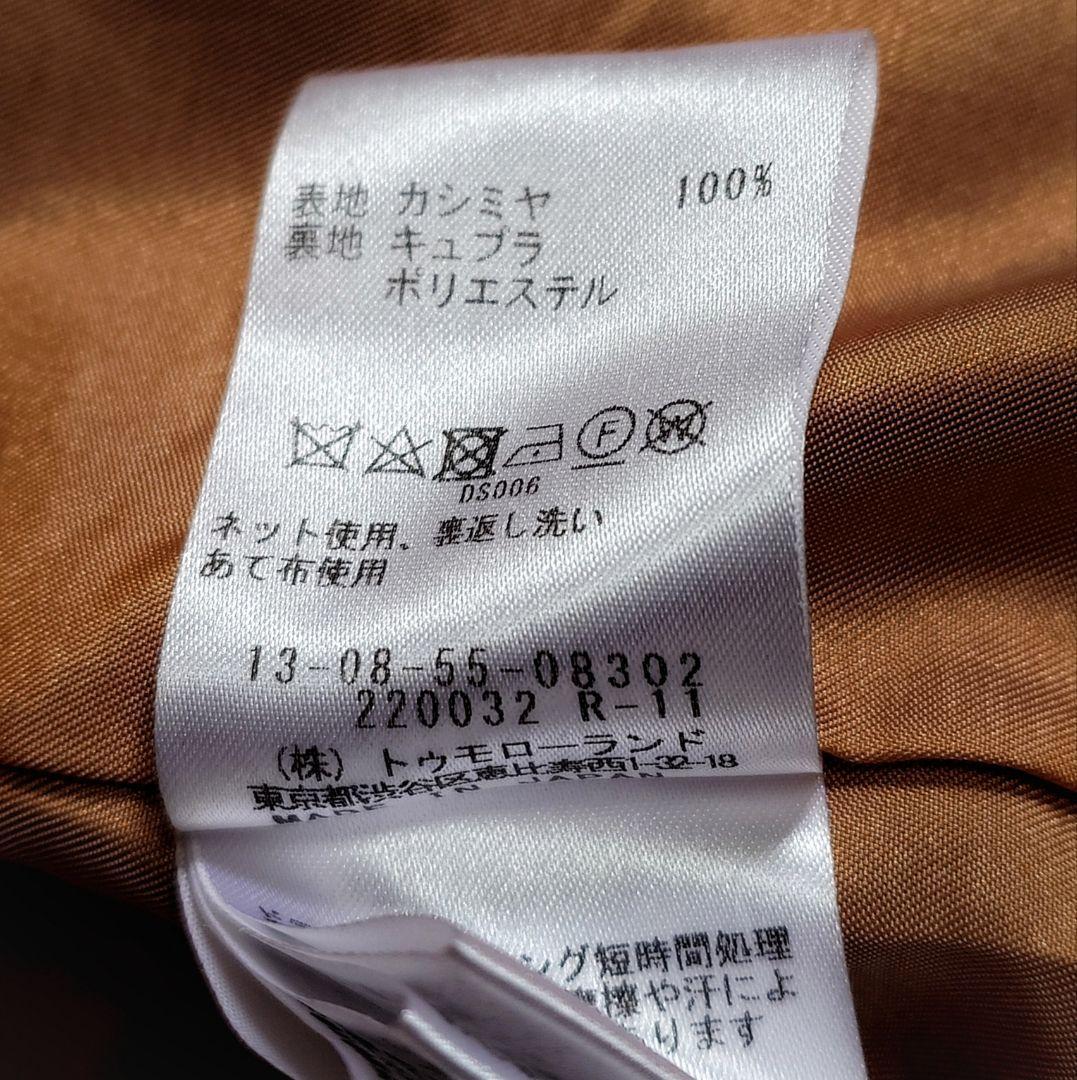 表地 カシミヤ 100%
裏地 キュプラ
ポリエステル
F
W
DS006
ネット使用、裏返し洗い
あて布使用
13-08-55-08302
220032 R-11
(株) トゥモローランド
東京都渋谷区恵比寿西1-32-18
MADE IN JAPAN
ング短時間処理
擦や汗によ
ります